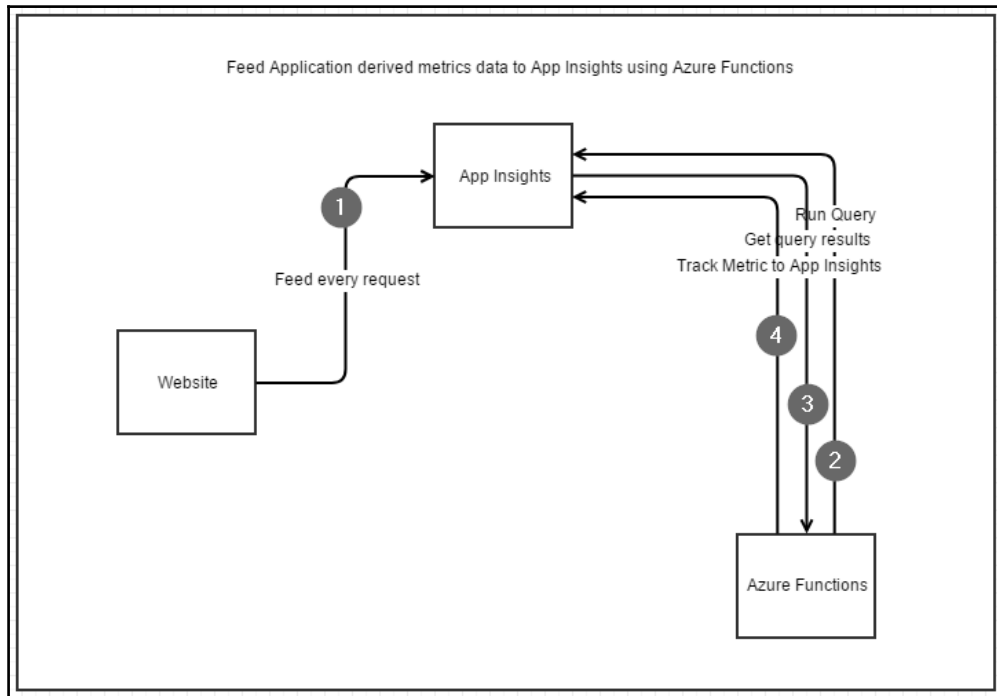 Feed Application derived metrics data to App Insights using Azure Functions
App Insights
1
Run Query
Get query results
Track Metric to App Insights
Feed every request
4
Website
3
2
Azure Functions